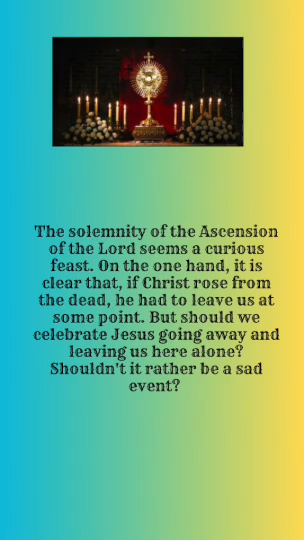 The solemnity of the Ascension
of the Lord seems a curious
feast. On the one hand, it is
clear that, if Christ rose from
the dead, he had to leave us at
some point. But should we
celebrate Jesus going away and
leaving us here alone?
Shouldn't it rather be a sad
event?